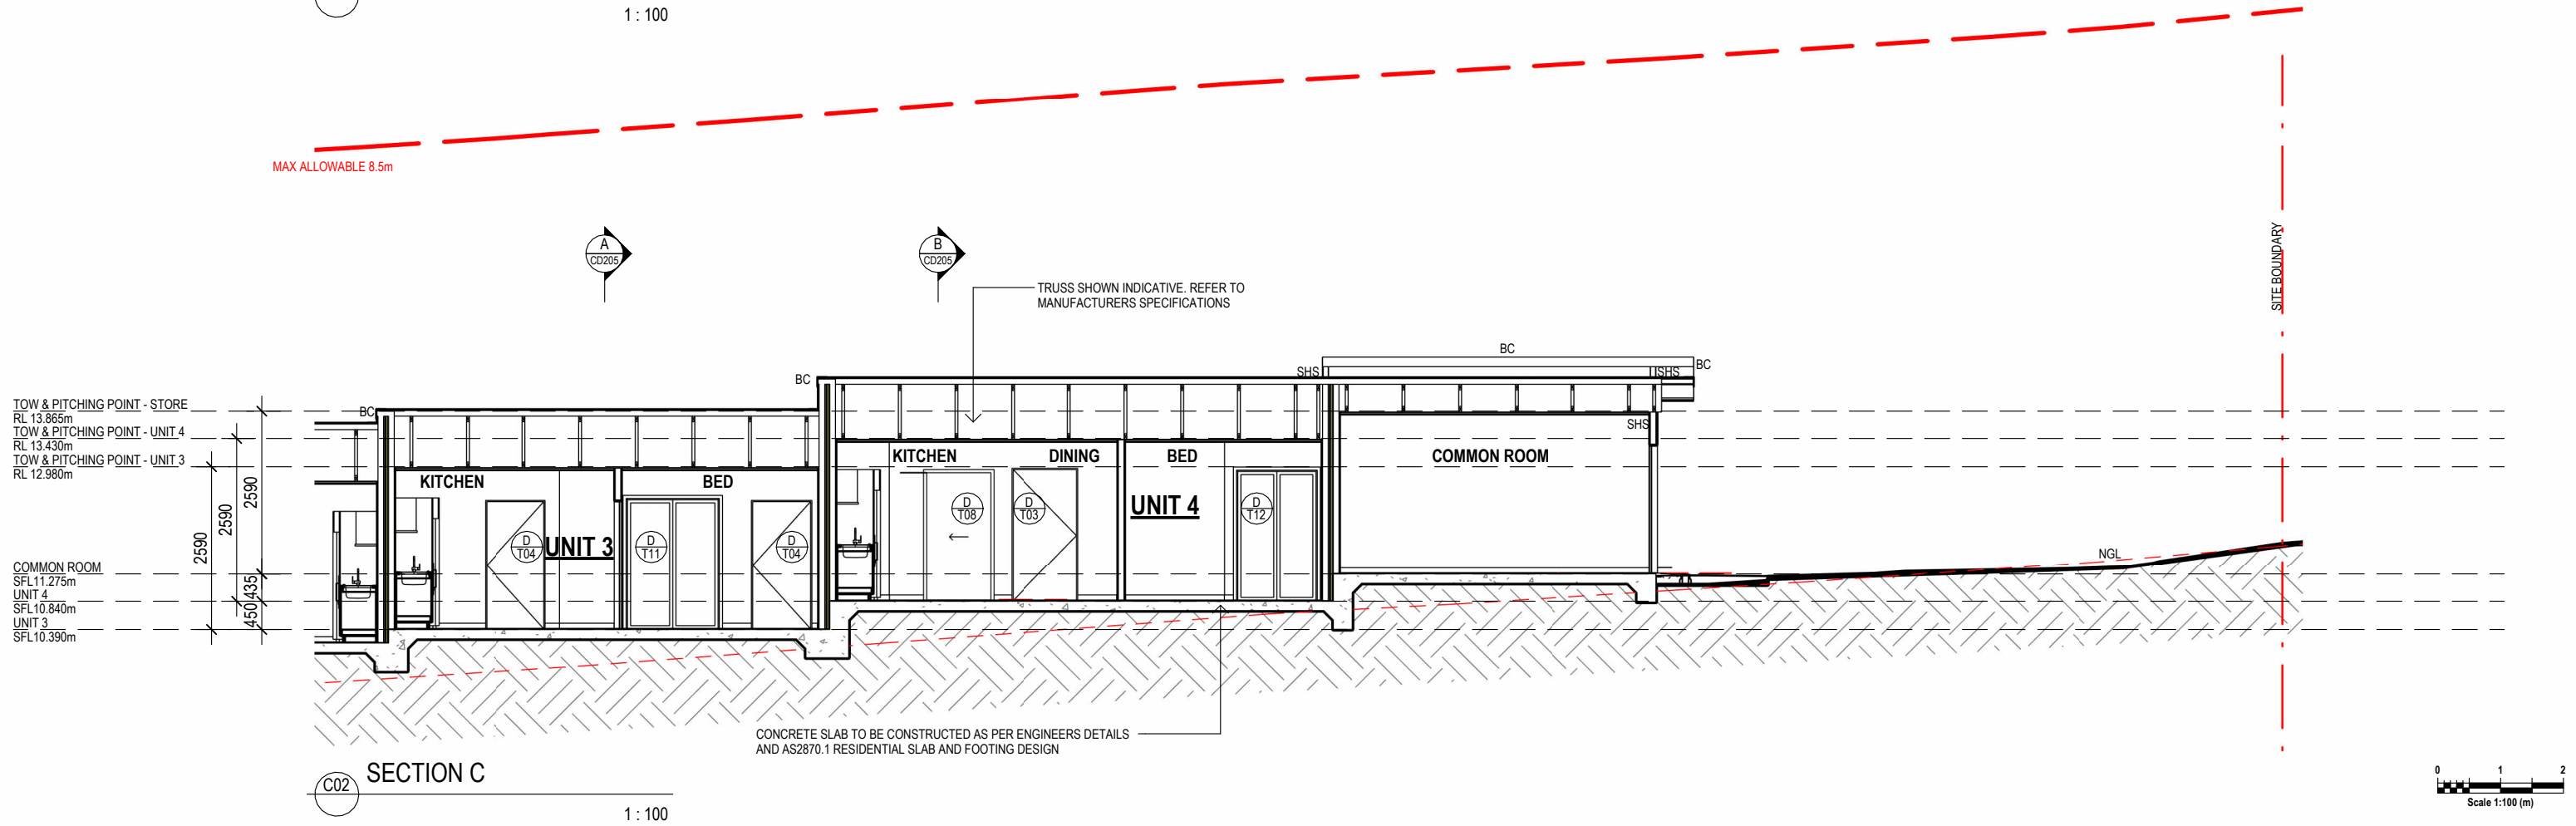 1 : 100
MAX ALLOWABLE 8.5m
A
CD205
B
CD205
SITE BOUNDARY
TRUSS SHOWN INDICATIVE. REFER TO
MANUFACTURERS SPECIFICATIONS
BC
BC
SHS
SHS
BC
BC
TOW & PITCHING POINT - STORE
RL 13.865m
TOW & PITCHING POINT - UNIT 4
RL 13.430m
TOW & PITCHING POINT - UNIT 3
RL 12.980m
SHS
KITCHEN
DINING
BED
COMMON ROOM
KITCHEN
BED
2590
2590
2590
UNIT 4
D
T08
D
T03
D
T12
D
T04
UNIT 3
D
T11
D
T04
NGL
COMMON ROOM
SFL11.275m
UNIT 4
SFL10.840m
UNIT 3
SFL10.390m
435
450
CONCRETE SLAB TO BE CONSTRUCTED AS PER ENGINEERS DETAILS
AND AS2870.1 RESIDENTIAL SLAB AND FOOTING DESIGN
C02
SECTION C
1 : 100
0 1 2
Scale 1:100 (m)